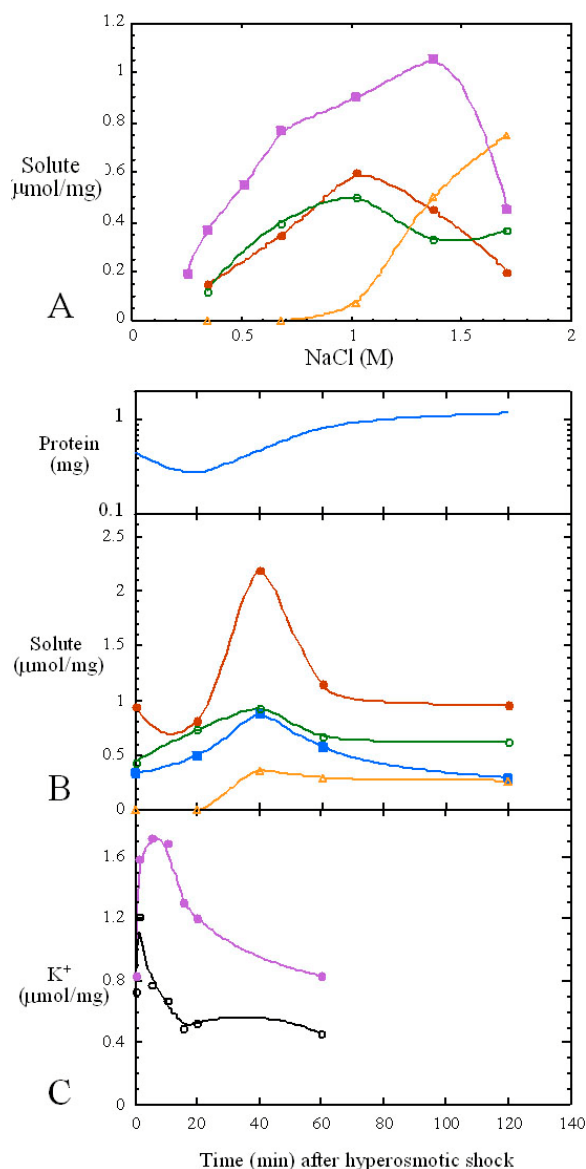 1.2
1
0.8
0.6
0.4
0.2
0
Solute
(μmol/mg)
A
0 0.5 1 1.5 2
NaCl (M)
1
0.1
Protein
(mg)
2.5
2
1.5
1
0.5
0
Solute
(μmol/mg)
B
1.6
1.2
0.8
0.4
0
K+
(μmol/mg)
C
0 20 40 60 80 100 120 140
Time (min) after hyperosmotic shock